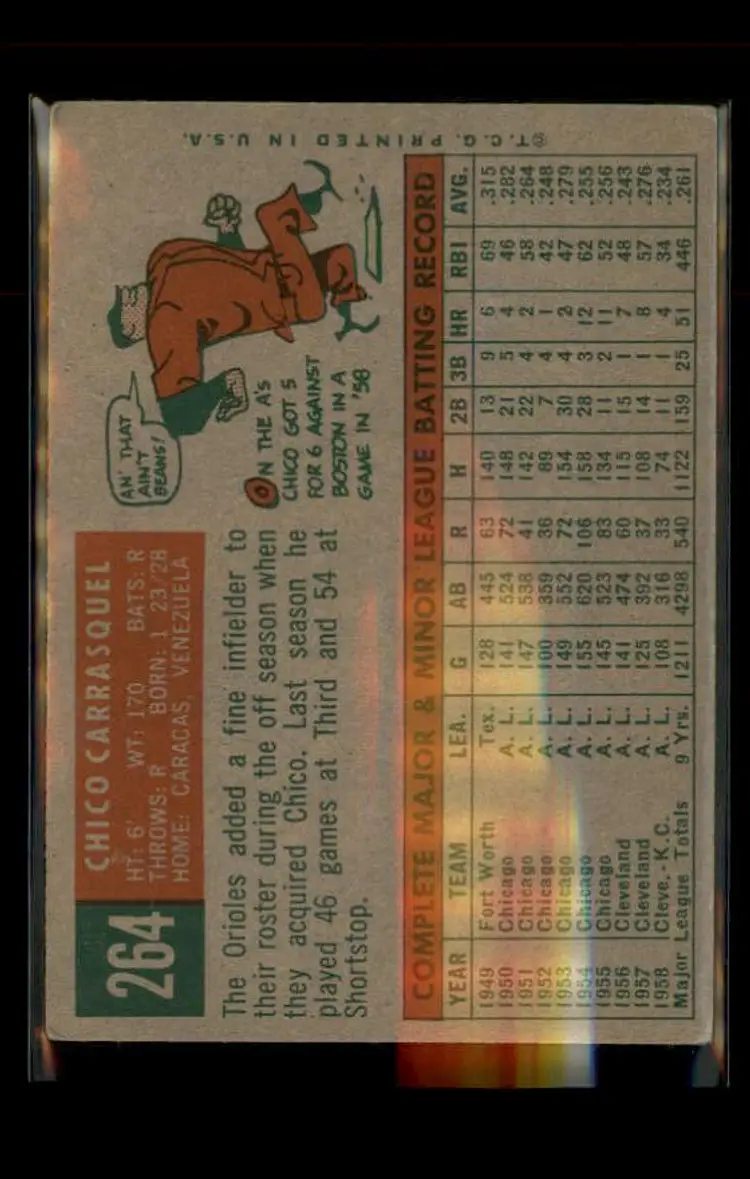 264
CHICO CARRASQUEL
HT: 6' WT: 170 BATS: R
THROWS: R BORN: 1 23/28
HOME: CARACAS, VENEZUELA
The Orioles added a fine infielder to
their roster during the off season when
they acquired Chico. Last season he
played 46 games at Third and 54 at
Shortstop.
AN' THAT
AIN'T
BEANS!
ON THE A'S
CHICO GOT 5
FOR 6 AGAINST
BOSTON IN A
GAME IN '58
COMPLETE MAJOR & MINOR LEAGUE BATTING RECORD
YEAR TEAM LEA. G AB R H 2B 3B HR RBI AVG.
1949 Fort Worth Tex. 128 445 63 140 13 9 6 69 .315
1950 Chicago A. L. 141 524 72 148 21 5 4 46 .282
1951 Chicago A. L. 147 538 41 142 22 4 2 58 .264
1952 Chicago A. L. 100 359 36 89 7 4 1 42 .248
1953 Chicago A. L. 149 552 72 154 30 4 2 47 .279
1954 Chicago A. L. 155 620 106 158 28 3 12 62 .255
1955 Chicago A. L. 145 523 83 134 11 2 11 52 .256
1956 Cleveland A. L. 141 474 60 115 15 1 7 48 .243
1957 Cleveland A. L. 125 392 37 108 14 1 8 57 .276
1958 Cleve.-K.C. A. L. 108 316 33 74 11 1 4 34 .234
Major League Totals 9 Yrs. 1211 4298 540 1122 159 25 51 446 .261
©T.C.G. PRINTED IN U.S.A.